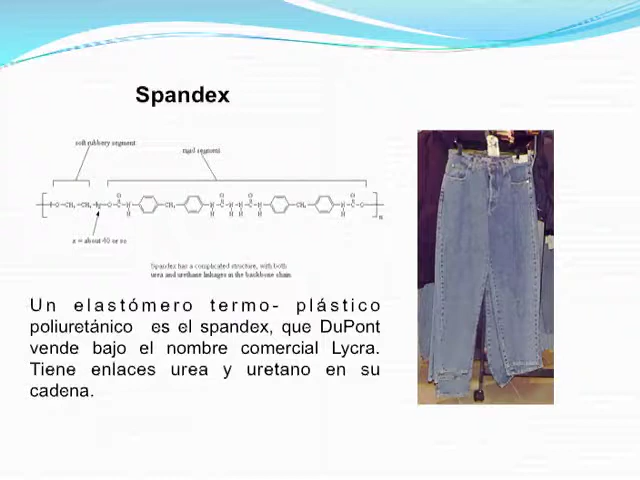 Spandex
soft rubbery segment
rigid segment
x = about 40 or so
Spandex has a complicated structure, with both
urea and urethane linkages in the backbone chain
Un elastómero termo- plástico
poliuretánico es el spandex, que DuPont
vende bajo el nombre comercial Lycra.
Tiene enlaces urea y uretano en su
cadena.